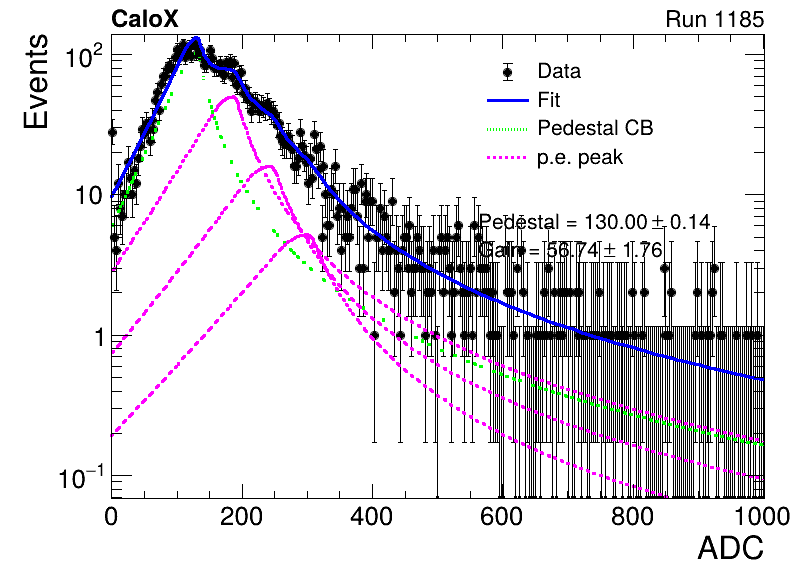 CaloX Run 1185
Events
Data
Fit
Pedestal CB
p.e. peak
Pedestal = 130.00 ± 0.14
Gain = 56.74 ± 1.76
10²
10
1
10⁻¹
0 200 400 600 800 1000
ADC